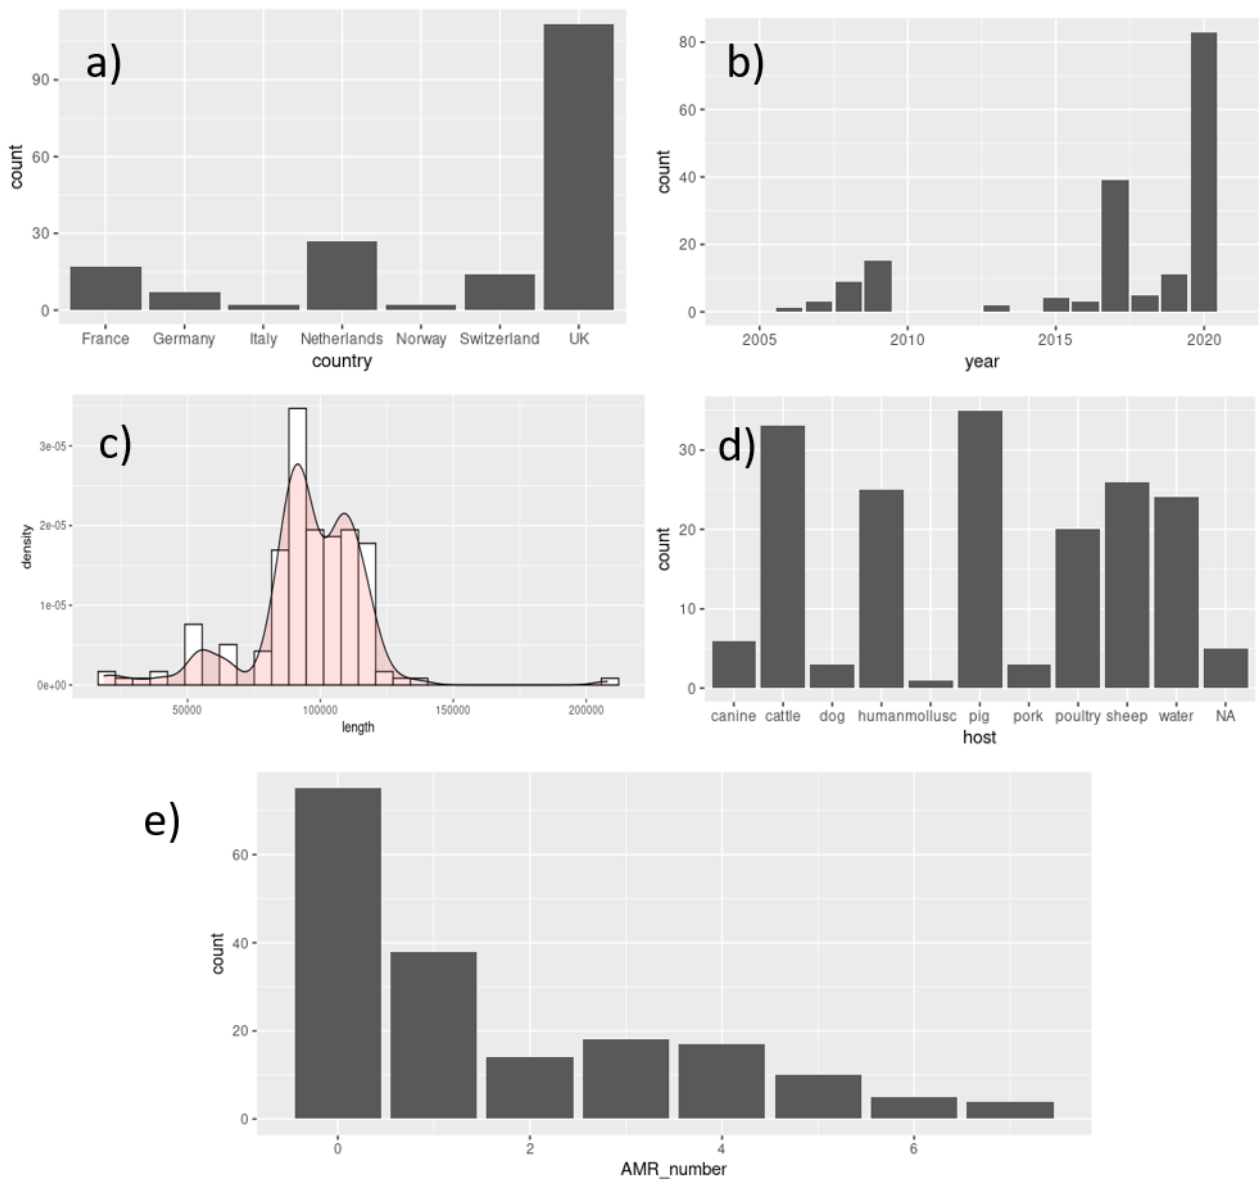 a)
90
60
30
0
count
France Germany Italy Netherlands Norway Switzerland UK
country
b)
80
60
40
20
0
count
2005 2010 2015 2020
year
c)
3e-05
2e-05
1e-05
0e+00
density
50000 100000 150000 200000
length
d)
30
20
10
0
count
canine cattle dog human mollusc pig pork poultry sheep water NA
host
e)
60
40
20
0
count
0 2 4 6
AMR_number